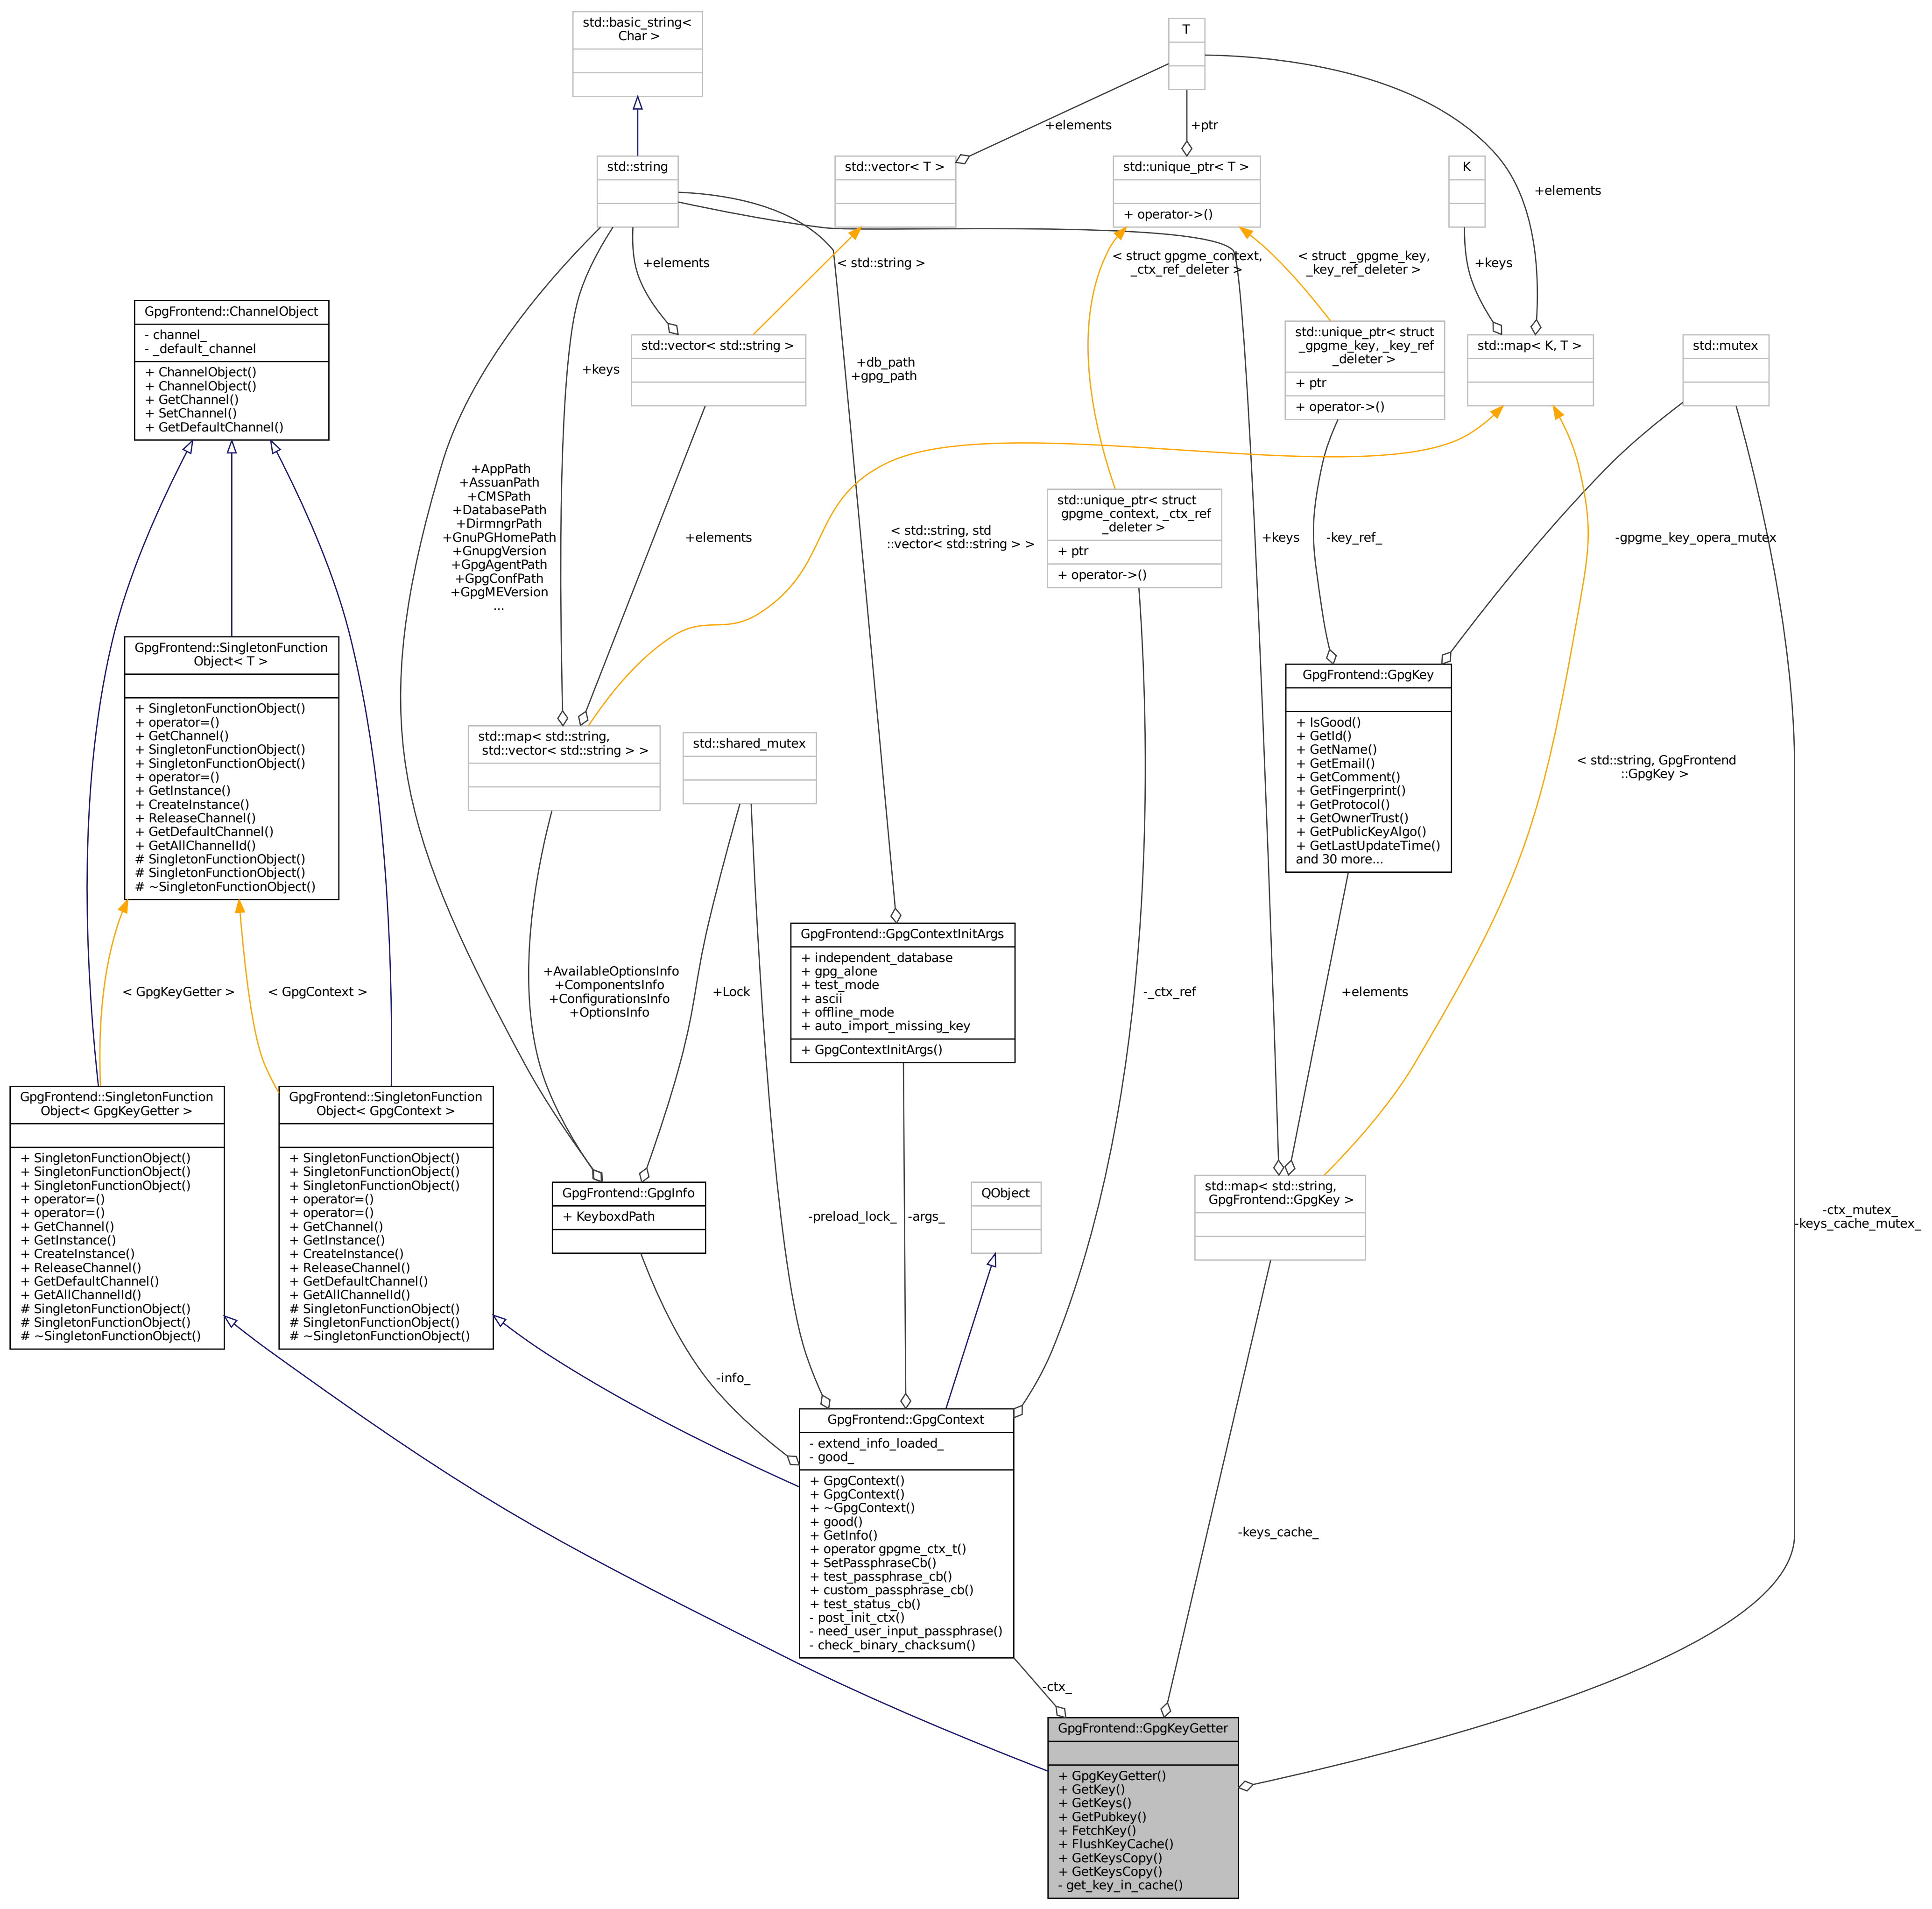 std::basic_string<
Char >
T
+elements
+ptr
+elements
std::string
std::vector< T >
std::unique_ptr< T >
+ operator->()
K
+elements
< std::string >
< struct gpgme_context,
_ctx_ref_deleter >
< struct _gpgme_key,
_key_ref_deleter >
+keys
GpgFrontend::ChannelObject
- channel_
- _default_channel
+ ChannelObject()
+ ChannelObject()
+ GetChannel()
+ SetChannel()
+ GetDefaultChannel()
std::vector< std::string >
std::unique_ptr< struct
_gpgme_key, _key_ref
_deleter >
+ ptr
+ operator->()
std::map< K, T >
std::mutex
+keys
+db_path
+gpg_path
+AppPath
+AssuanPath
+CMSPath
+DatabasePath
+DirmngrPath
+GnuPGHomePath
+GnupgVersion
+GpgAgentPath
+GpgConfPath
+GpgMEVersion
...
+elements
< std::string, std
::vector< std::string > >
std::unique_ptr< struct
gpgme_context, _ctx_ref
_deleter >
+ ptr
+ operator->()
+keys
-key_ref_
-gpgme_key_opera_mutex
GpgFrontend::SingletonFunction
Object< T >
+ SingletonFunctionObject()
+ operator=()
+ GetChannel()
+ SingletonFunctionObject()
+ SingletonFunctionObject()
+ operator=()
+ GetInstance()
+ CreateInstance()
+ ReleaseChannel()
+ GetDefaultChannel()
+ GetAllChannelId()
# SingletonFunctionObject()
# SingletonFunctionObject()
# ~SingletonFunctionObject()
std::map< std::string,
std::vector< std::string > >
std::shared_mutex
GpgFrontend::GpgKey
+ IsGood()
+ GetId()
+ GetName()
+ GetEmail()
+ GetComment()
+ GetFingerprint()
+ GetProtocol()
+ GetOwnerTrust()
+ GetPublicKeyAlgo()
+ GetLastUpdateTime()
and 30 more...
< std::string, GpgFrontend
::GpgKey >
< GpgKeyGetter >
< GpgContext >
+AvailableOptionsInfo
+ComponentsInfo
+ConfigurationsInfo
+OptionsInfo
+Lock
GpgFrontend::GpgContextInitArgs
+ independent_database
+ gpg_alone
+ test_mode
+ ascii
+ offline_mode
+ auto_import_missing_key
+ GpgContextInitArgs()
-_ctx_ref
+elements
GpgFrontend::SingletonFunction
Object< GpgKeyGetter >
+ SingletonFunctionObject()
+ SingletonFunctionObject()
+ SingletonFunctionObject()
+ operator=()
+ operator=()
+ GetChannel()
+ GetInstance()
+ CreateInstance()
+ ReleaseChannel()
+ GetDefaultChannel()
+ GetAllChannelId()
# SingletonFunctionObject()
# SingletonFunctionObject()
# ~SingletonFunctionObject()
GpgFrontend::SingletonFunction
Object< GpgContext >
+ SingletonFunctionObject()
+ SingletonFunctionObject()
+ SingletonFunctionObject()
+ operator=()
+ operator=()
+ GetChannel()
+ GetInstance()
+ CreateInstance()
+ ReleaseChannel()
+ GetDefaultChannel()
+ GetAllChannelId()
# SingletonFunctionObject()
# SingletonFunctionObject()
# ~SingletonFunctionObject()
GpgFrontend::GpgInfo
+ KeyboxdPath
-preload_lock_
-args_
QObject
std::map< std::string,
GpgFrontend::GpgKey >
-ctx_mutex_
-keys_cache_mutex_
-info_
GpgFrontend::GpgContext
- extend_info_loaded_
- good_
+ GpgContext()
+ GpgContext()
+ ~GpgContext()
+ good()
+ GetInfo()
+ operator gpgme_ctx_t()
+ SetPassphraseCb()
+ test_passphrase_cb()
+ custom_passphrase_cb()
+ test_status_cb()
- post_init_ctx()
- need_user_input_passphrase()
- check_binary_chacksum()
-keys_cache_
-ctx_
GpgFrontend::GpgKeyGetter
+ GpgKeyGetter()
+ GetKey()
+ GetKeys()
+ GetPubkey()
+ FetchKey()
+ FlushKeyCache()
+ GetKeysCopy()
+ GetKeysCopy()
- get_key_in_cache()